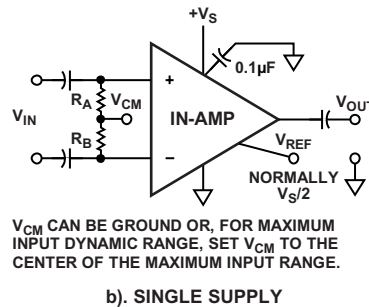 +VS
0.1µF
RA
VCM
+
VIN
IN-AMP
VOUT
RB
VREF
–
NORMALLY
VS/2
VCM CAN BE GROUND OR, FOR MAXIMUM
INPUT DYNAMIC RANGE, SET VCM TO THE
CENTER OF THE MAXIMUM INPUT RANGE.
b). SINGLE SUPPLY